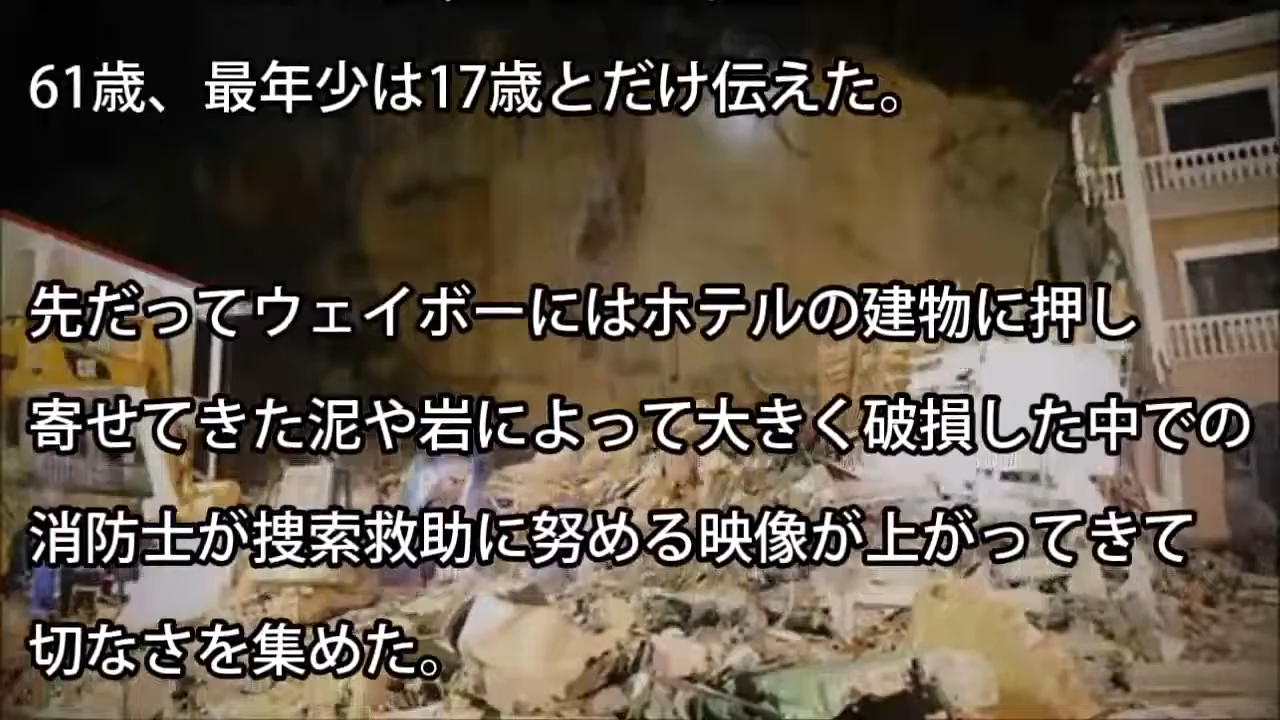 61歳、最年少は17歳とだけ伝えた。
先だってウェイボーにはホテルの建物に押し
寄せてきた泥や岩によって大きく破損した中での
消防士が捜索救助に努める映像が上がってきて
切なさを集めた。